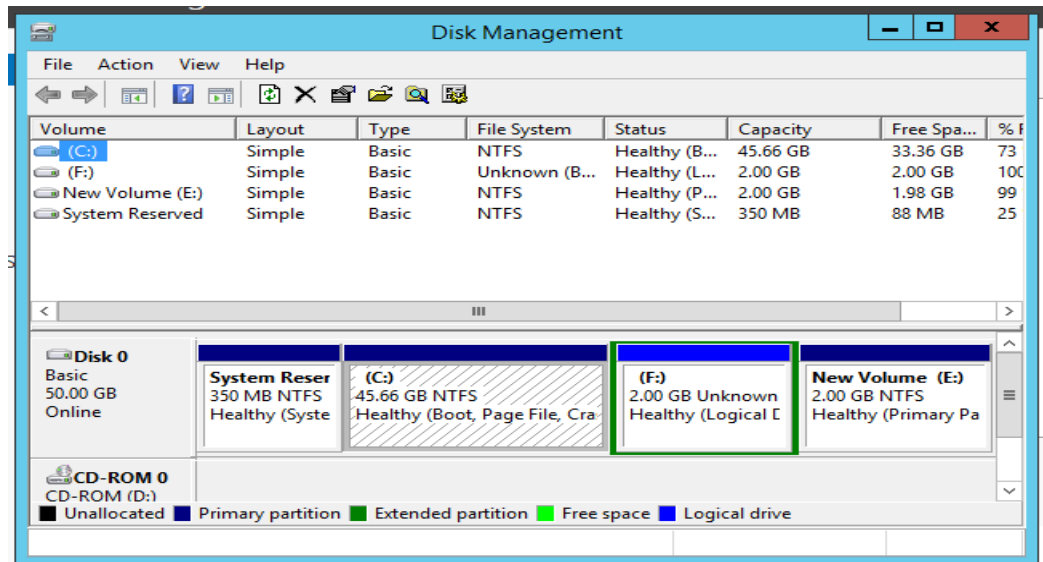 Disk Management
File Action View Help
Volume Layout Type File System Status Capacity Free Spa... % F
(C:) Simple Basic NTFS Healthy (B... 45.66 GB 33.36 GB 73
(F:) Simple Basic Unknown (B... Healthy (L... 2.00 GB 2.00 GB 100
New Volume (E:) Simple Basic NTFS Healthy (P... 2.00 GB 1.98 GB 99
System Reserved Simple Basic NTFS Healthy (S... 350 MB 88 MB 25
Disk 0
Basic
50.00 GB
Online
System Reser
350 MB NTFS
Healthy (Syste
(C:)
45.66 GB NTFS
Healthy (Boot, Page File, Cra
(F:)
2.00 GB Unknown
Healthy (Logical D
New Volume (E:)
2.00 GB NTFS
Healthy (Primary Pa
CD-ROM 0
CD-ROM (D:)
Unallocated Primary partition Extended partition Free space Logical drive